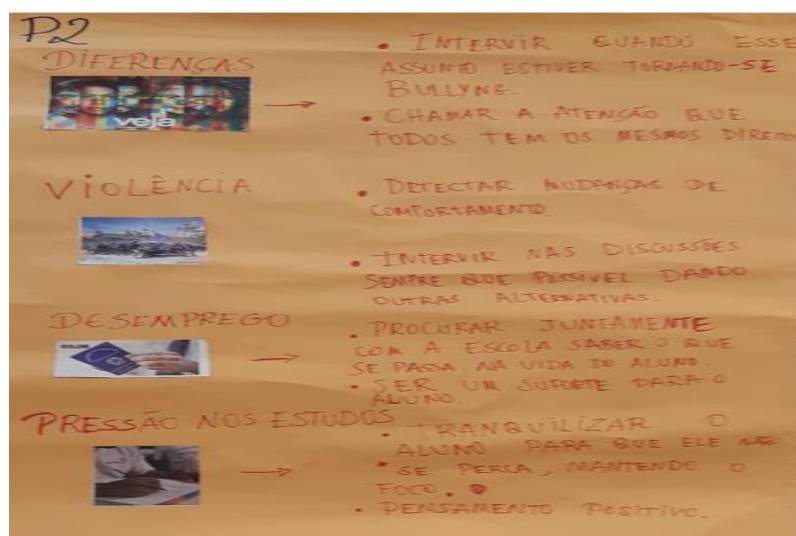 P2
DIFERENÇAS
veja
• INTERVIR QUANDO ESSE
ASSUNTO ESTIVER TORNANDO-SE
BULLYNG.
• CHAMAR A ATENÇÃO QUE
TODOS TEM OS MESMOS DIREITOS
VIOLÊNCIA
• DETECTAR MUDANÇAS DE
COMPORTAMENTO
• INTERVIR NAS DISCUSSÕES
SEMPRE QUE POSSIVEL DANDO
OUTRAS ALTERNATIVAS.
DESEMPREGO
• PROCURAR JUNTAMENTE
COM A ESCOLA SABER O QUE
SE PASSA NA VIDA DO ALUNO.
• SER UM SUPORTE PARA O
ALUNO.
PRESSÃO NOS ESTUDOS
• TRANQUILIZAR O
ALUNO PARA QUE ELE NÃO
• SE PERCA, MANTENDO O
FOCO.
• PENSAMENTO POSITIVO.